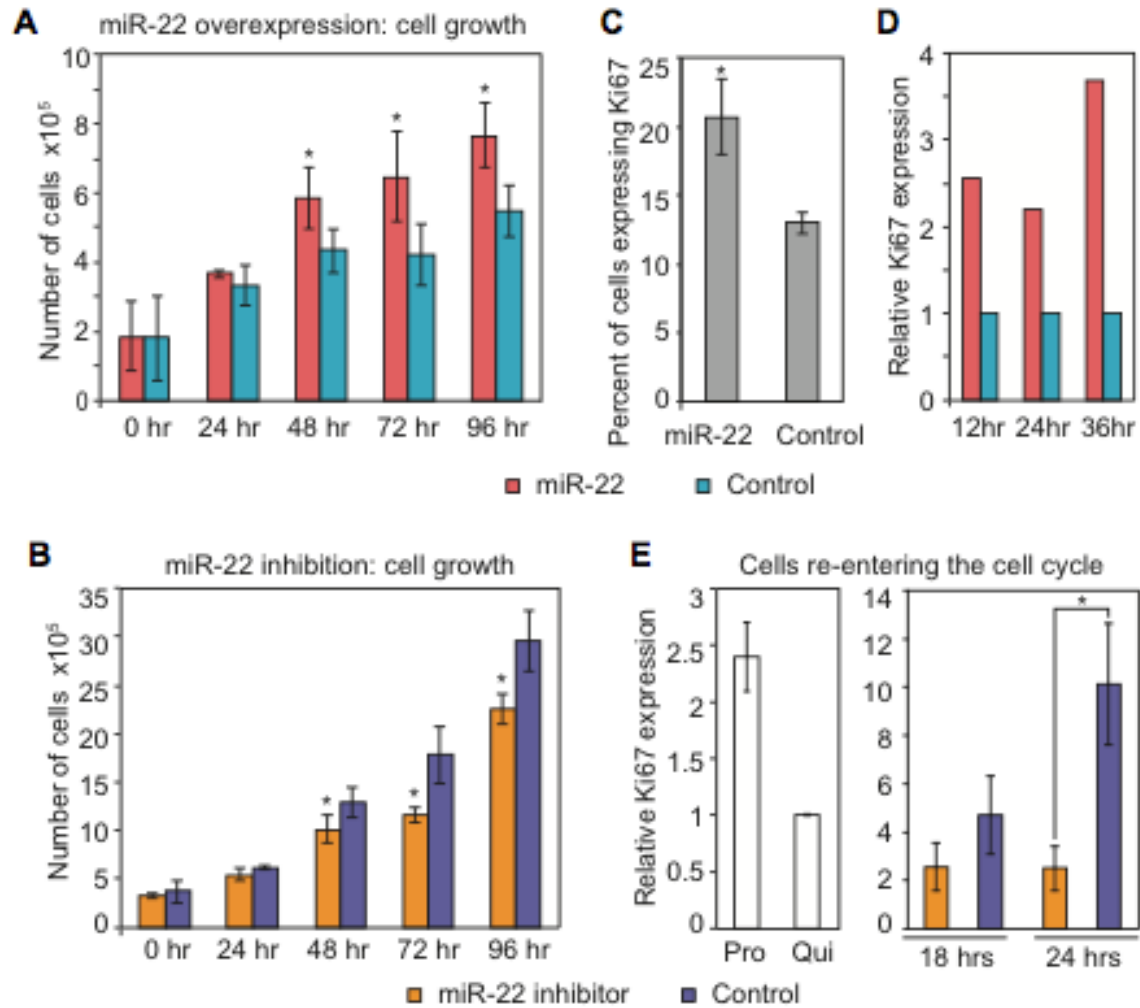 A
miR-22 overexpression: cell growth
Number of cells x10⁵
10
8
6
4
2
0
*
*
*
0 hr 24 hr 48 hr 72 hr 96 hr
C
Percent of cells expressing Ki67
25
20
15
10
5
0
*
miR-22 Control
D
Relative Ki67 expression
4
3
2
1
0
12hr 24hr 36hr
miR-22 Control
B
miR-22 inhibition: cell growth
Number of cells x10⁵
35
30
25
20
15
10
5
0
*
*
*
0 hr 24 hr 48 hr 72 hr 96 hr
E
Cells re-entering the cell cycle
Relative Ki67 expression
3
2.5
2
1.5
1
0.5
0
Pro Qui
14
12
10
8
6
4
2
0
*
18 hrs 24 hrs
miR-22 inhibitor Control